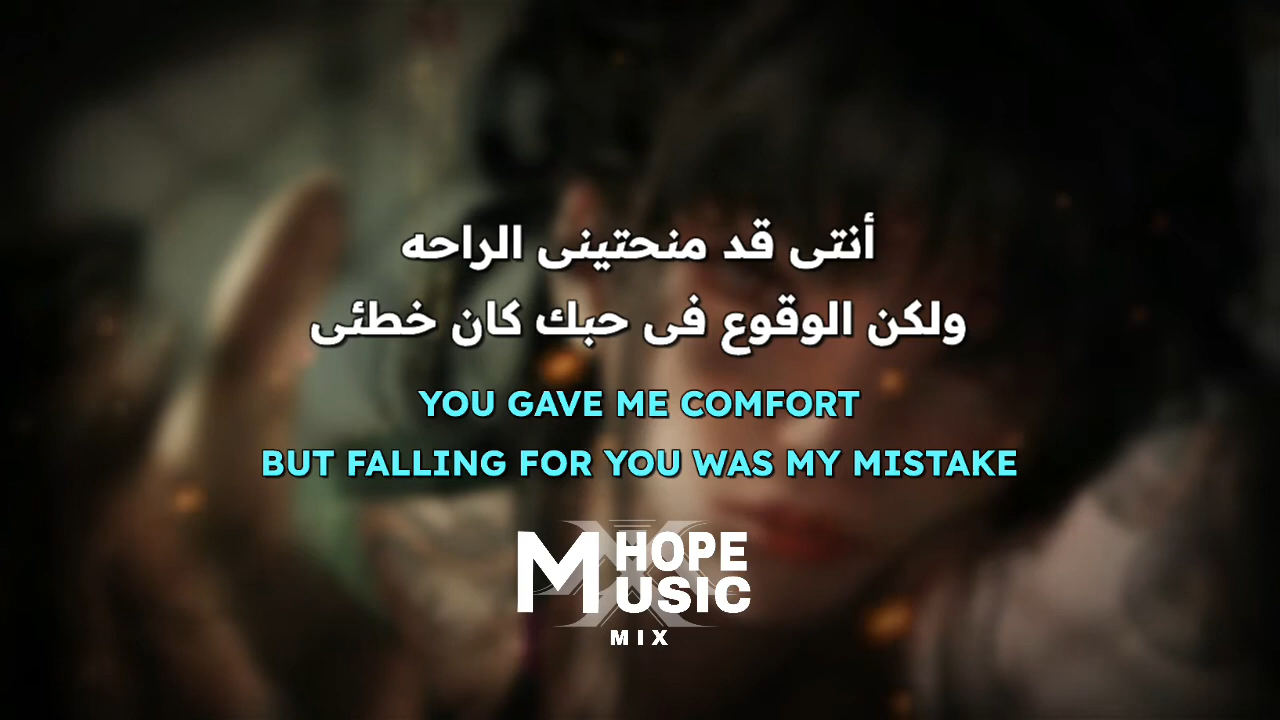 أنتى قد منحتينى الراحه
ولكن الوقوع فى حبك كان خطئى
YOU GAVE ME COMFORT
BUT FALLING FOR YOU WAS MY MISTAKE
M HOPE
MUSIC
MIX